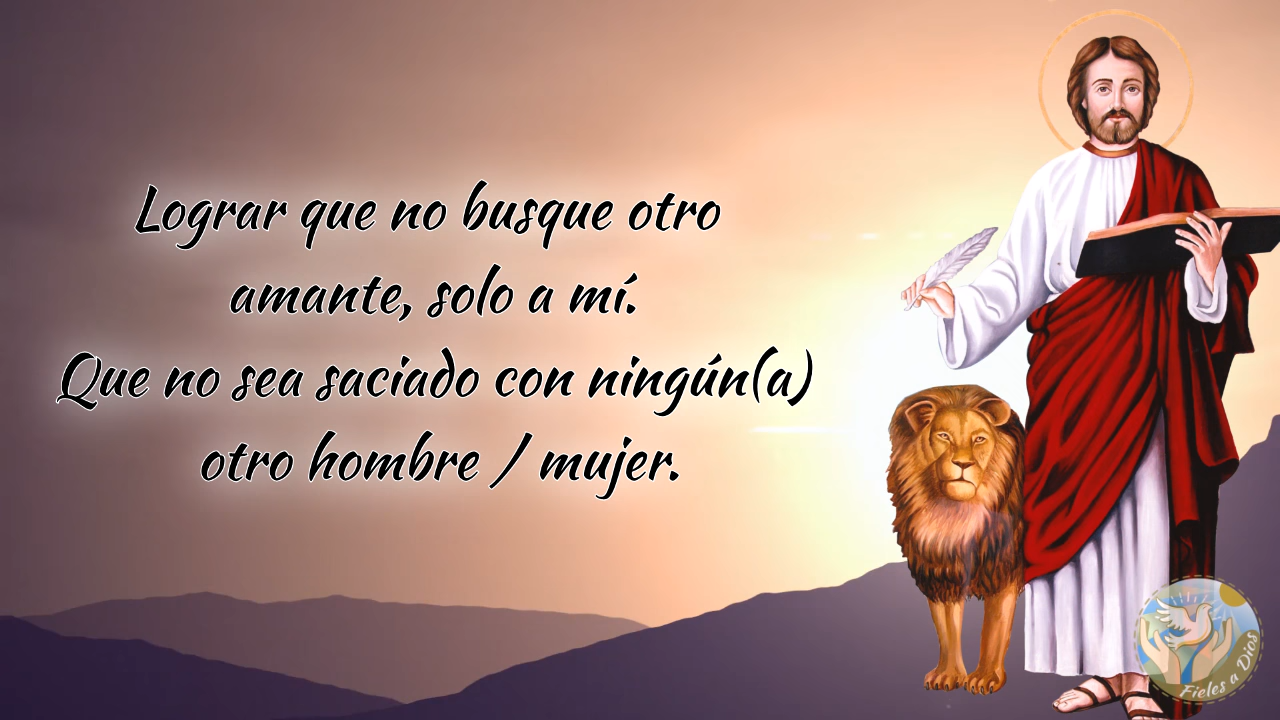 Lograr que no busque otro
amante, solo a mí.
Que no sea saciado con ningún(a)
otro hombre / mujer.
Fieles a Dios